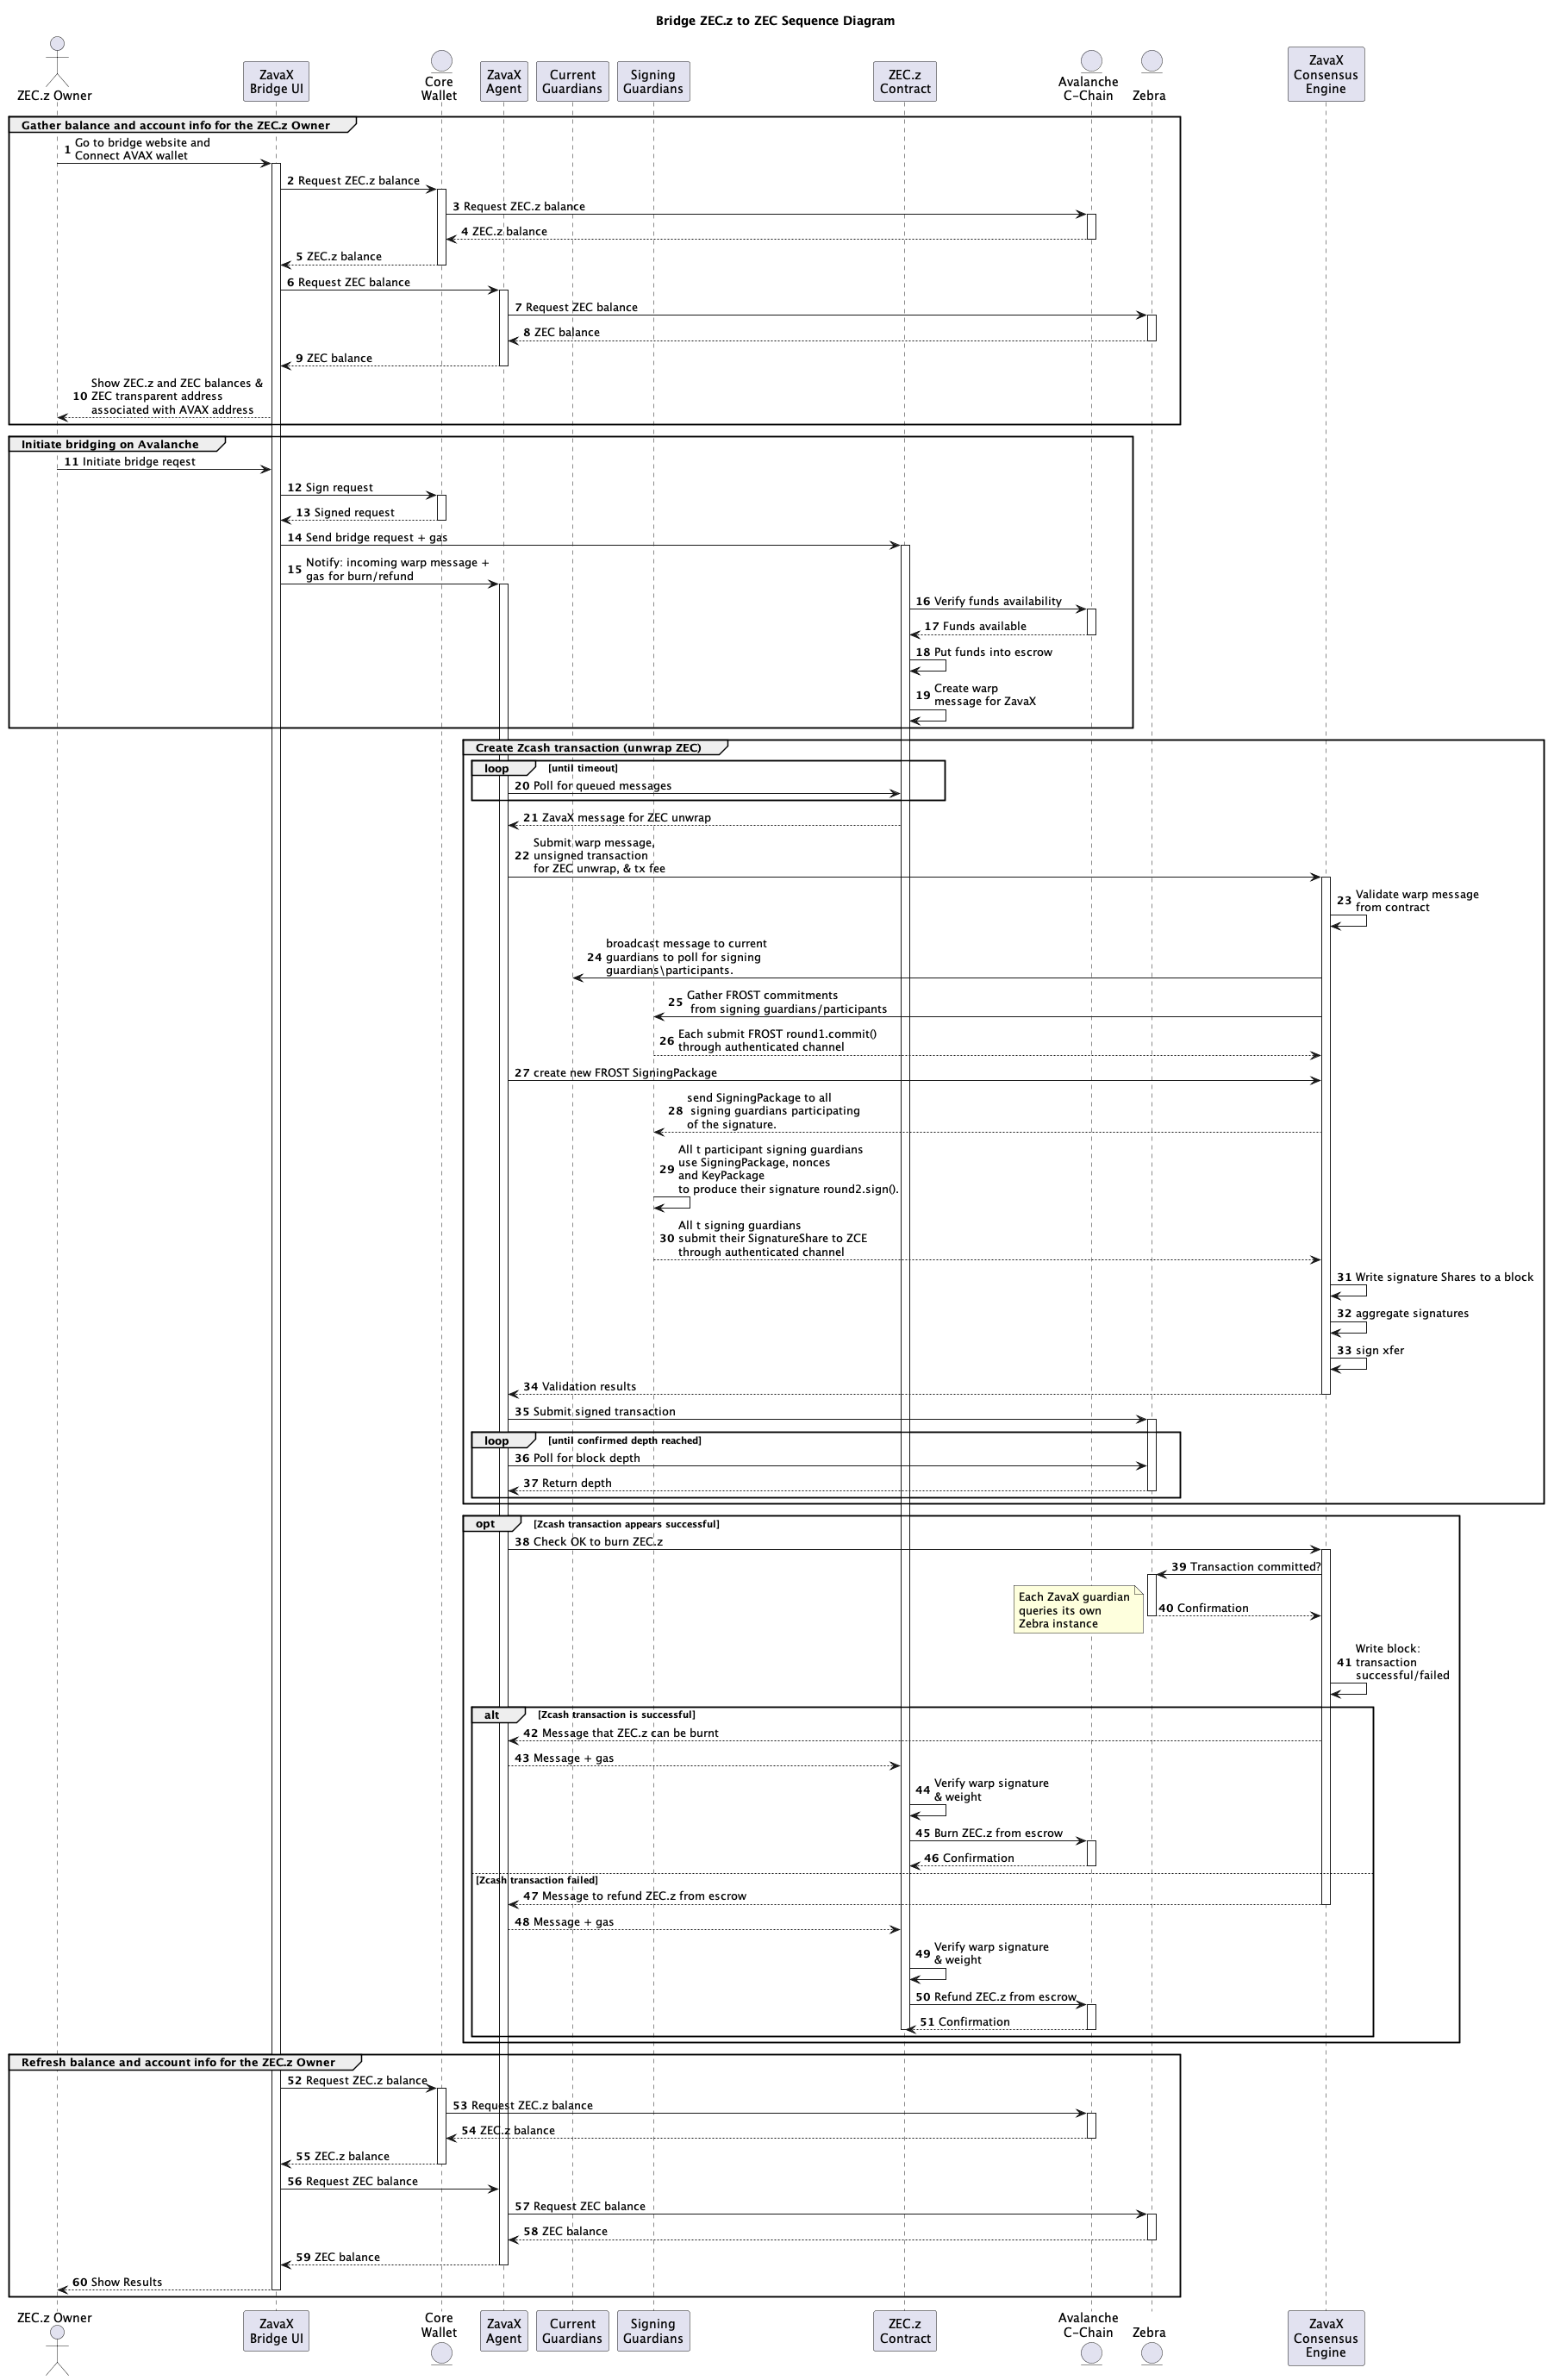 Bridge ZEC.z to ZEC Sequence Diagram
ZEC.z Owner
ZavaX
Bridge UI
Core
Wallet
ZavaX
Agent
Current
Guardians
Signing
Guardians
ZEC.z
Contract
Avalanche
C-Chain
Zebra
ZavaX
Consensus
Engine
Gather balance and account info for the ZEC.z Owner
1 Go to bridge website and
Connect AVAX wallet
2 Request ZEC.z balance
3 Request ZEC.z balance
4 ZEC.z balance
5 ZEC.z balance
6 Request ZEC balance
7 Request ZEC balance
8 ZEC balance
9 ZEC balance
Show ZEC.z and ZEC balances &
10 ZEC transparent address
associated with AVAX address
Initiate bridging on Avalanche
11 Initiate bridge reqest
12 Sign request
13 Signed request
14 Send bridge request + gas
15 Notify: incoming warp message +
gas for burn/refund
16 Verify funds availability
17 Funds available
18 Put funds into escrow
19 Create warp
message for ZavaX
Create Zcash transaction (unwrap ZEC)
loop [until timeout]
20 Poll for queued messages
21 ZavaX message for ZEC unwrap
Submit warp message,
22 unsigned transaction
for ZEC unwrap, & tx fee
23 Validate warp message
from contract
broadcast message to current
24 guardians to poll for signing
guardians\participants.
25 Gather FROST commitments
from signing guardians/participants
26 Each submit FROST round1.commit()
through authenticated channel
27 create new FROST SigningPackage
send SigningPackage to all
28 signing guardians participating
of the signature.
All t participant signing guardians
29 use SigningPackage, nonces
and KeyPackage
to produce their signature round2.sign().
All t signing guardians
30 submit their SignatureShare to ZCE
through authenticated channel
31 Write signature Shares to a block
32 aggregate signatures
33 sign xfer
34 Validation results
35 Submit signed transaction
loop [until confirmed depth reached]
36 Poll for block depth
37 Return depth
opt [Zcash transaction appears successful]
38 Check OK to burn ZEC.z
39 Transaction committed?
Each ZavaX guardian
queries its own
Zebra instance
40 Confirmation
Write block:
41 transaction
successful/failed
alt [Zcash transaction is successful]
42 Message that ZEC.z can be burnt
43 Message + gas
44 Verify warp signature
& weight
45 Burn ZEC.z from escrow
46 Confirmation
[Zcash transaction failed]
47 Message to refund ZEC.z from escrow
48 Message + gas
49 Verify warp signature
& weight
50 Refund ZEC.z from escrow
51 Confirmation
Refresh balance and account info for the ZEC.z Owner
52 Request ZEC.z balance
53 Request ZEC.z balance
54 ZEC.z balance
55 ZEC.z balance
56 Request ZEC balance
57 Request ZEC balance
58 ZEC balance
59 ZEC balance
60 Show Results
ZEC.z Owner
ZavaX
Bridge UI
Core
Wallet
ZavaX
Agent
Current
Guardians
Signing
Guardians
ZEC.z
Contract
Avalanche
C-Chain
Zebra
ZavaX
Consensus
Engine